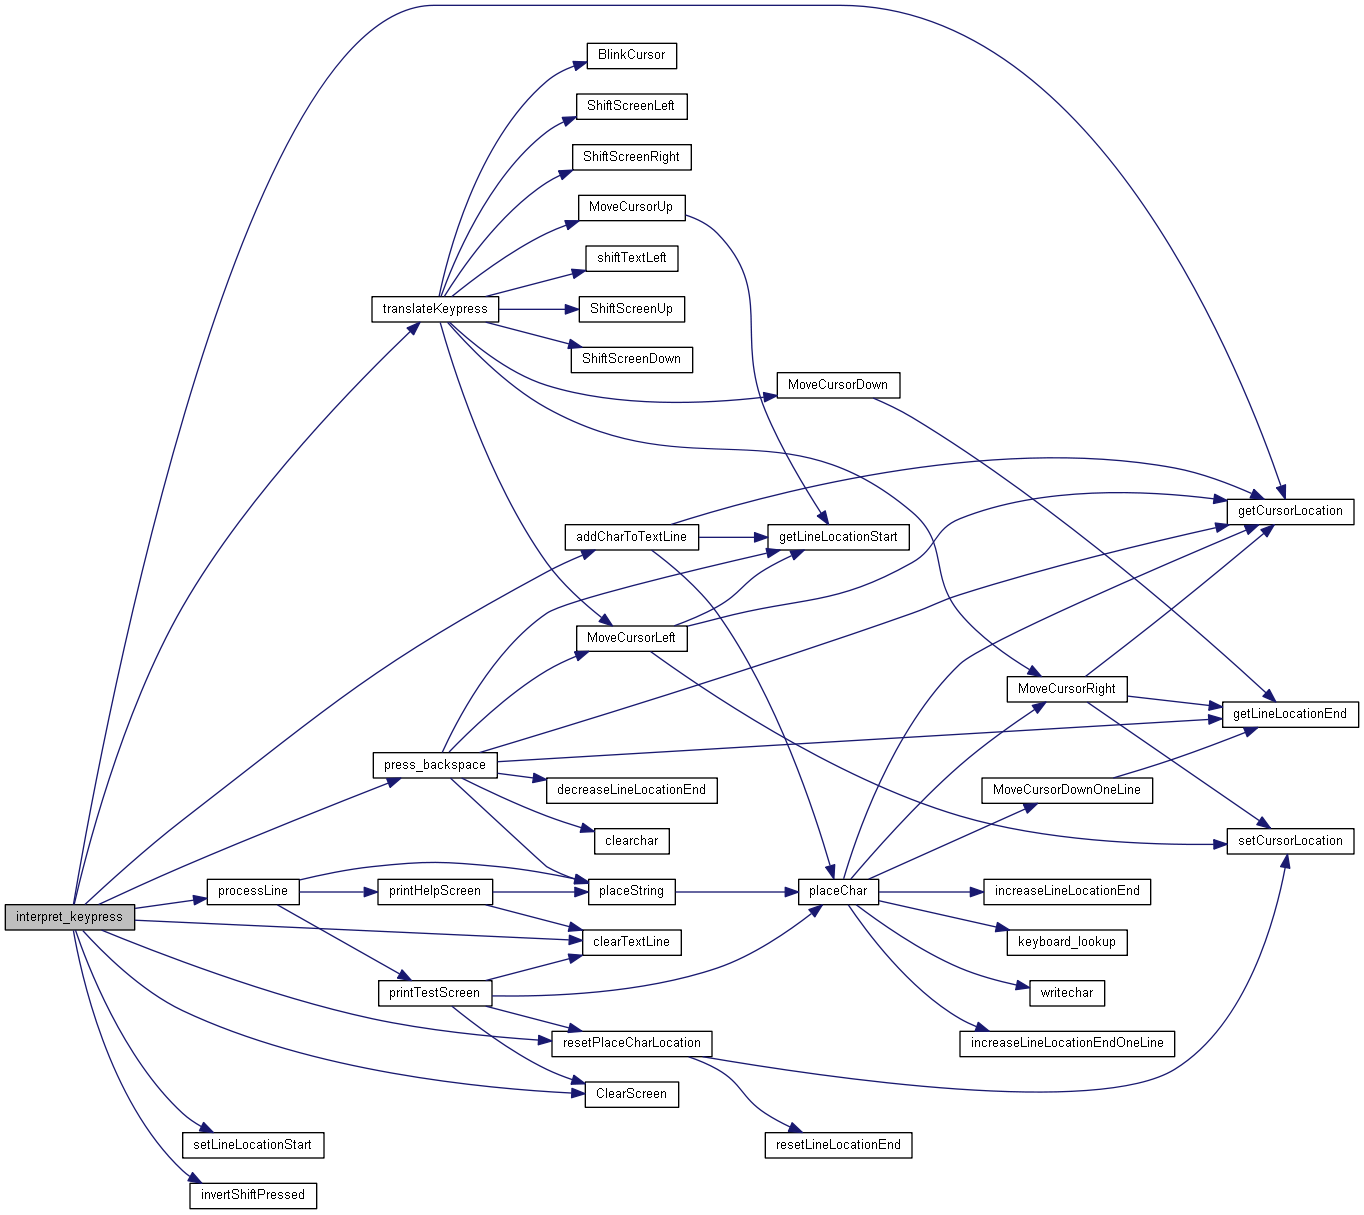 BlinkCursor
ShiftScreenLeft
ShiftScreenRight
MoveCursorUp
shiftTextLeft
translateKeypress
ShiftScreenUp
ShiftScreenDown
MoveCursorDown
getCursorLocation
addCharToTextLine
getLineLocationStart
MoveCursorLeft
MoveCursorRight
getLineLocationEnd
press_backspace
decreaseLineLocationEnd
MoveCursorDownOneLine
clearchar
setCursorLocation
processLine
printHelpScreen
placeString
placeChar
increaseLineLocationEnd
interpret_keypress
clearTextLine
keyboard_lookup
printTestScreen
writechar
resetPlaceCharLocation
increaseLineLocationEndOneLine
ClearScreen
setLineLocationStart
resetLineLocationEnd
invertShiftPressed